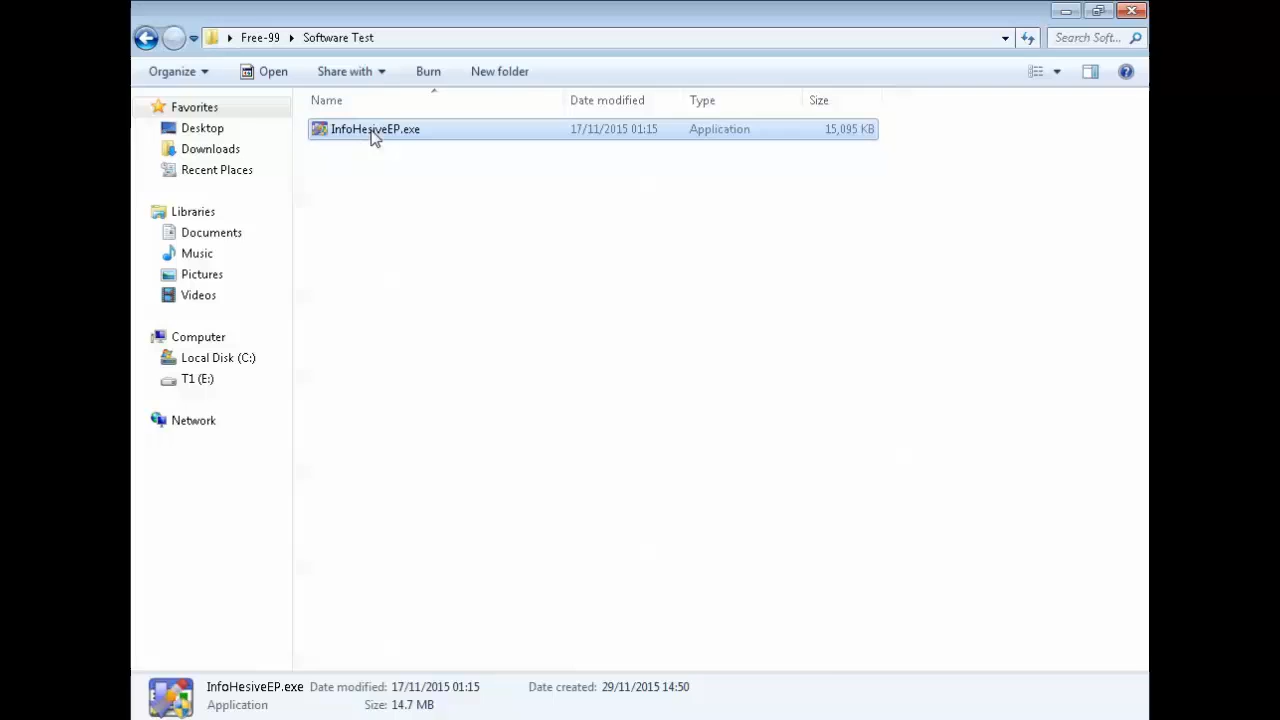 Free-99 Software Test
Search Soft...
Organize Open Share with Burn New folder
Name Date modified Type Size
InfoHesiveEP.exe 17/11/2015 01:15 Application 15,095 KB
Favorites
Desktop
Downloads
Recent Places
Libraries
Documents
Music
Pictures
Videos
Computer
Local Disk (C:)
T1 (E:)
Network
InfoHesiveEP.exe Date modified: 17/11/2015 01:15 Date created: 29/11/2015 14:50
Application Size: 14.7 MB